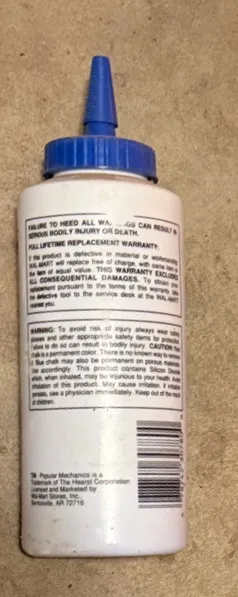 FAILURE TO HEED ALL CAN RESULT IN
SERIOUS BODILY INJURY OR DEATH.
FULL LIFETIME REPLACEMENT WARRANTY:
If this product is defective in material or workmanship
WAL-MART will replace free of charge, with same item or
the item of equal value. THIS WARRANTY EXCLUDES
ALL CONSEQUENTIAL DAMAGES. To obtain the
replacement pursuant to the terms of this warranty,
the defective tool to the service desk at the WAL-MART
nearest you.
WARNING: To avoid risk of injury always wear safety
glasses and other appropriate safety items for protection.
Failure to do so can result in bodily injury. CAUTION: Red
chalk is a permanent color. There is no known way to remove
it. Blue chalk may also be permanent on porous materials.
Use accordingly. This product contains Silicon Dioxide
which, when inhaled, may be injurious to your health. Avoid
inhalation of this product. May cause irritation. If irritation
persists, see a physician immediately. Keep out of the reach
of children.
TM Popular Mechanics is a
Trademark of The Hearst Corporation
Licensed and Marketed by
Wal-Mart Stores, Inc.,
Bentonville, AR 72716